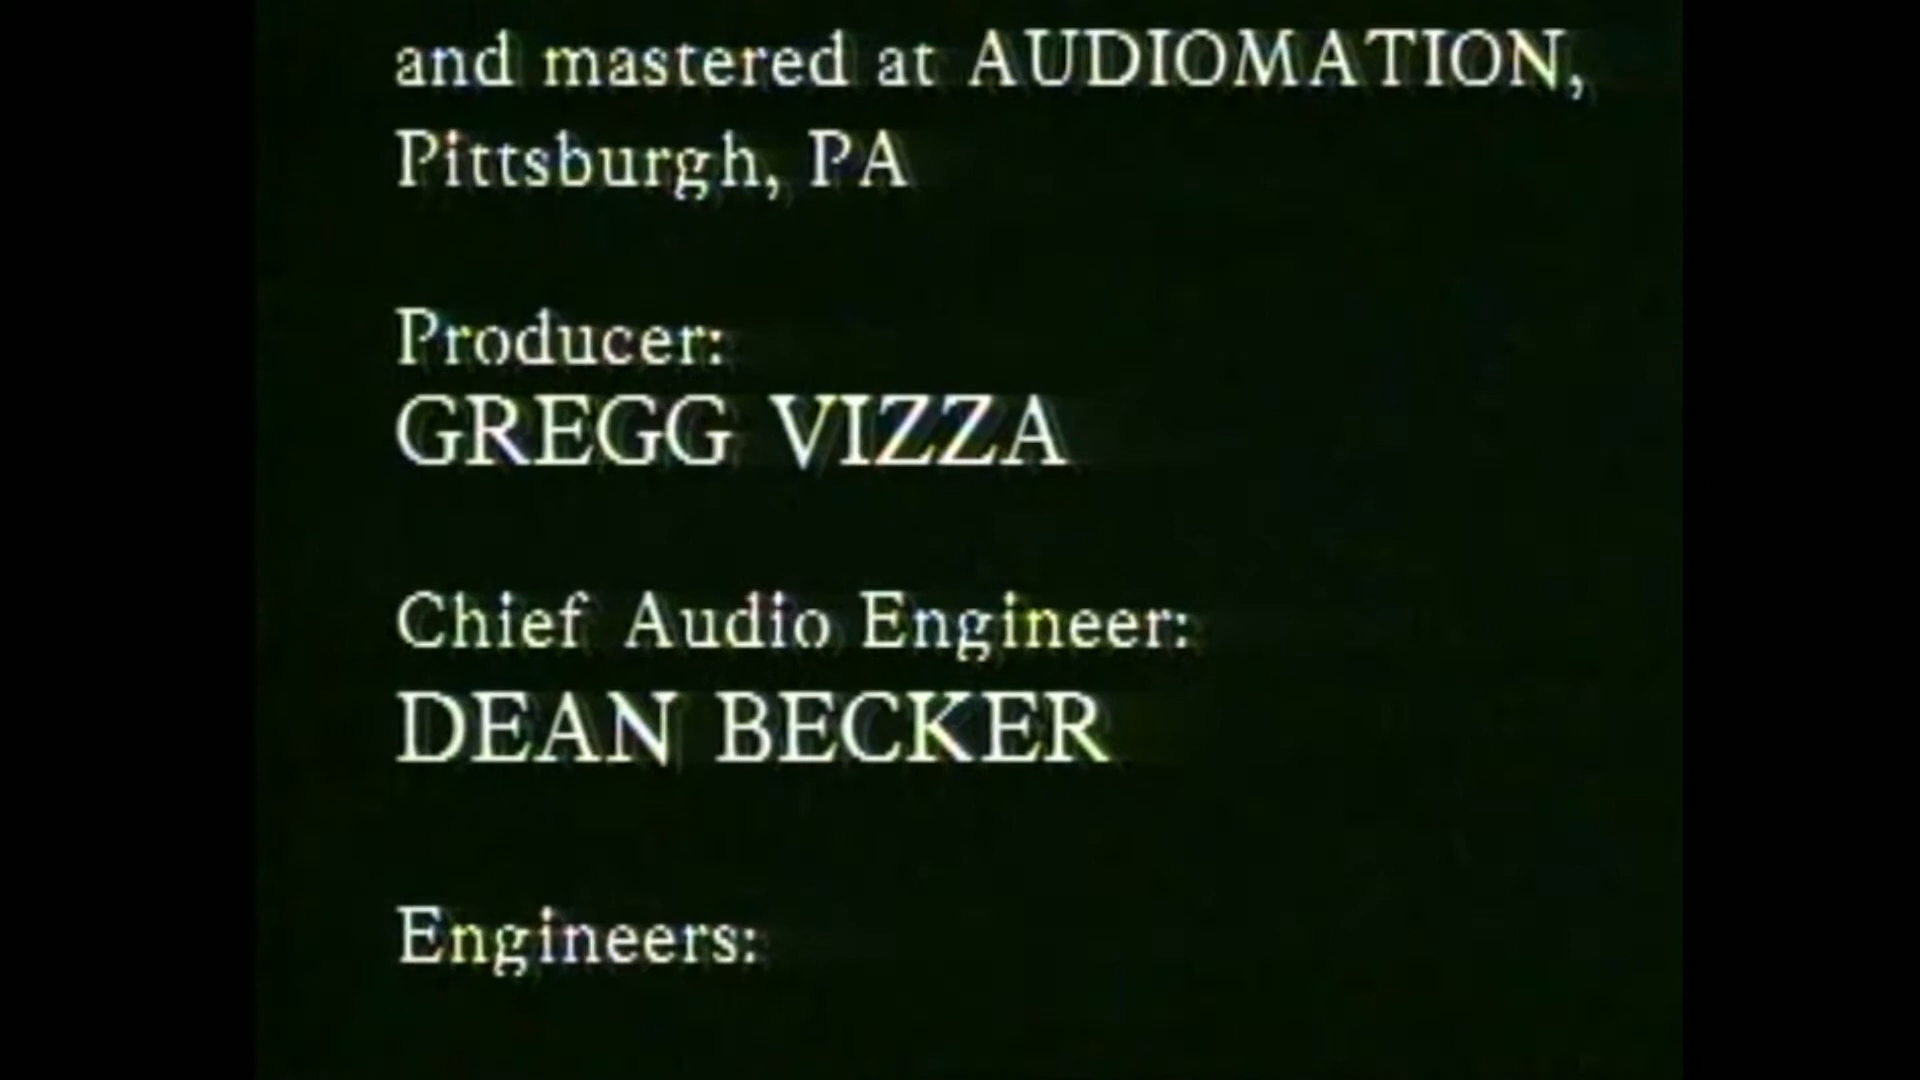 and mastered at AUDIOMATION,
Pittsburgh, PA
Producer:
GREGG VIZZA
Chief Audio Engineer:
DEAN BECKER
Engineers: